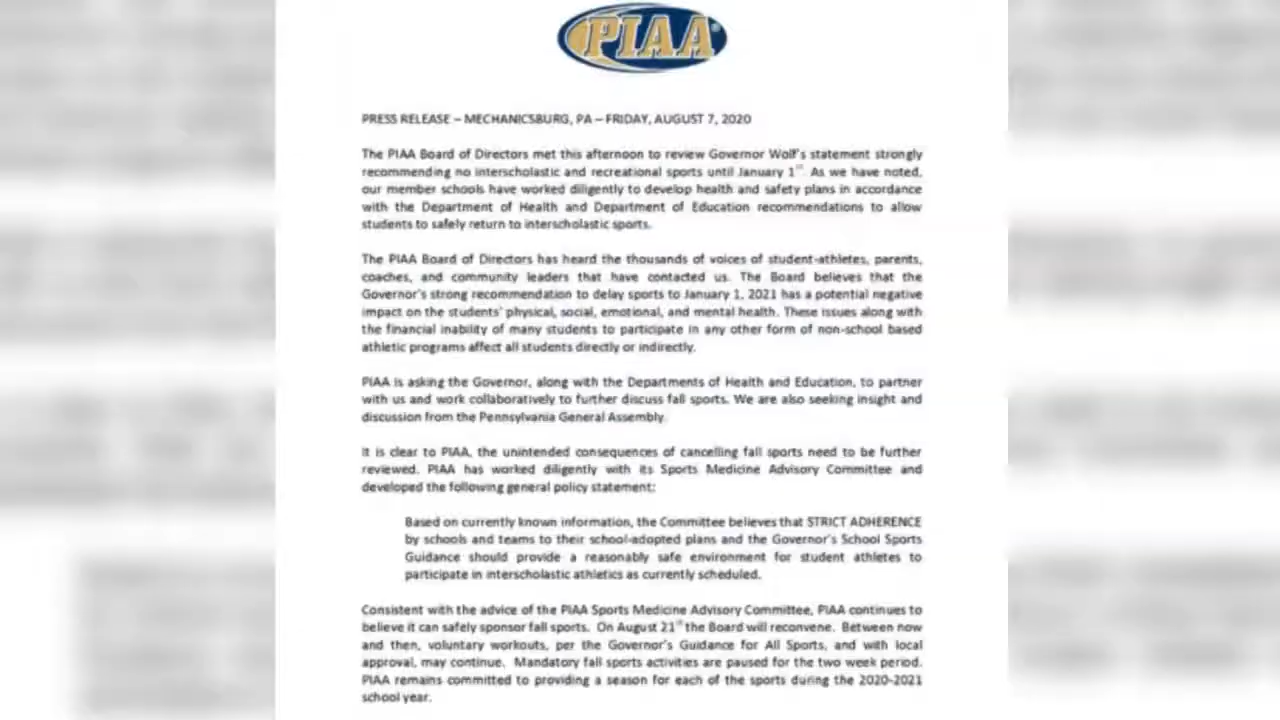 PIAA
PRESS RELEASE – MECHANICSBURG, PA – FRIDAY, AUGUST 7, 2020
The PIAA Board of Directors met this afternoon to review Governor Wolf's statement strongly
recommending no interscholastic and recreational sports until January 1st. As we have noted,
our member schools have worked diligently to develop health and safety plans in accordance
with the Department of Health and Department of Education recommendations to allow
students to safely return to interscholastic sports.
The PIAA Board of Directors has heard the thousands of voices of student-athletes, parents,
coaches, and community leaders that have contacted us. The Board believes that the
Governor's strong recommendation to delay sports to January 1, 2021 has a potential negative
impact on the students' physical, social, emotional, and mental health. These issues along with
the financial inability of many students to participate in any other form of non-school based
athletic programs affect all students directly or indirectly.
PIAA is asking the Governor, along with the Departments of Health and Education, to partner
with us and work collaboratively to further discuss fall sports. We are also seeking insight and
discussion from the Pennsylvania General Assembly.
It is clear to PIAA, the unintended consequences of cancelling fall sports need to be further
reviewed. PIAA has worked diligently with its Sports Medicine Advisory Committee and
developed the following general policy statement:
Based on currently known information, the Committee believes that STRICT ADHERENCE
by schools and teams to their school-adopted plans and the Governor's School Sports
Guidance should provide a reasonably safe environment for student athletes to
participate in interscholastic athletics as currently scheduled.
Consistent with the advice of the PIAA Sports Medicine Advisory Committee, PIAA continues to
believe it can safely sponsor fall sports. On August 21st the Board will reconvene. Between now
and then, voluntary workouts, per the Governor's Guidance for All Sports, and with local
approval, may continue. Mandatory fall sports activities are paused for the two week period.
PIAA remains committed to providing a season for each of the sports during the 2020-2021
school year.